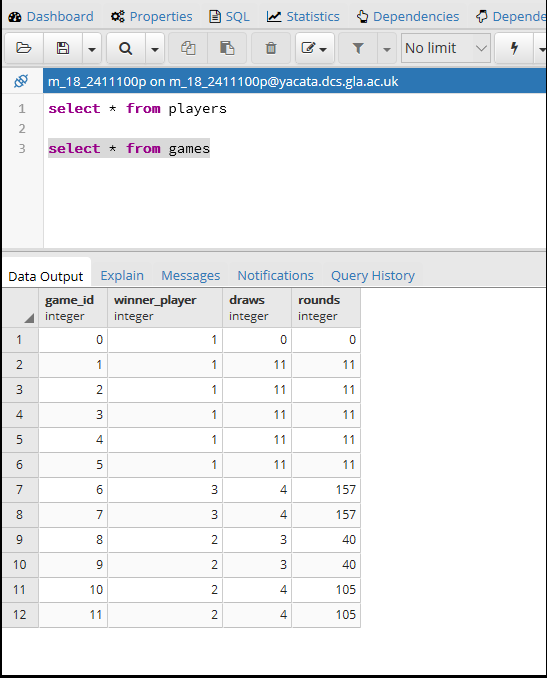 Dashboard Properties SQL Statistics Dependencies Depende
No limit
m_18_2411100p on m_18_2411100p@yacata.dcs.gla.ac.uk
1 select * from players
2
3 select * from games
Data Output Explain Messages Notifications Query History
game_id winner_player draws rounds
integer integer integer integer
1 0 1 0 0
2 1 1 11 11
3 2 1 11 11
4 3 1 11 11
5 4 1 11 11
6 5 1 11 11
7 6 3 4 157
8 7 3 4 157
9 8 2 3 40
10 9 2 3 40
11 10 2 4 105
12 11 2 4 105